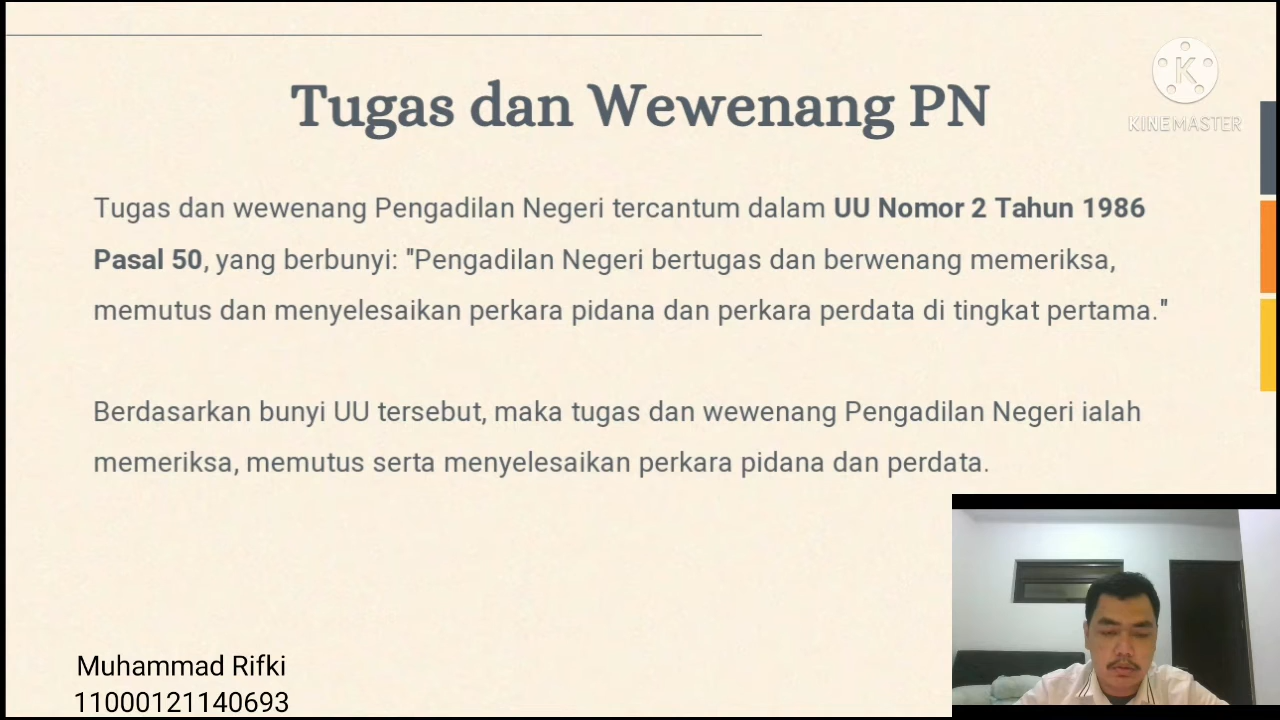 Tugas dan Wewenang PN
KINEMASTER
Tugas dan wewenang Pengadilan Negeri tercantum dalam UU Nomor 2 Tahun 1986
Pasal 50, yang berbunyi: "Pengadilan Negeri bertugas dan berwenang memeriksa,
memutus dan menyelesaikan perkara pidana dan perkara perdata di tingkat pertama."
Berdasarkan bunyi UU tersebut, maka tugas dan wewenang Pengadilan Negeri ialah
memeriksa, memutus serta menyelesaikan perkara pidana dan perdata.
Muhammad Rifki
11000121140693